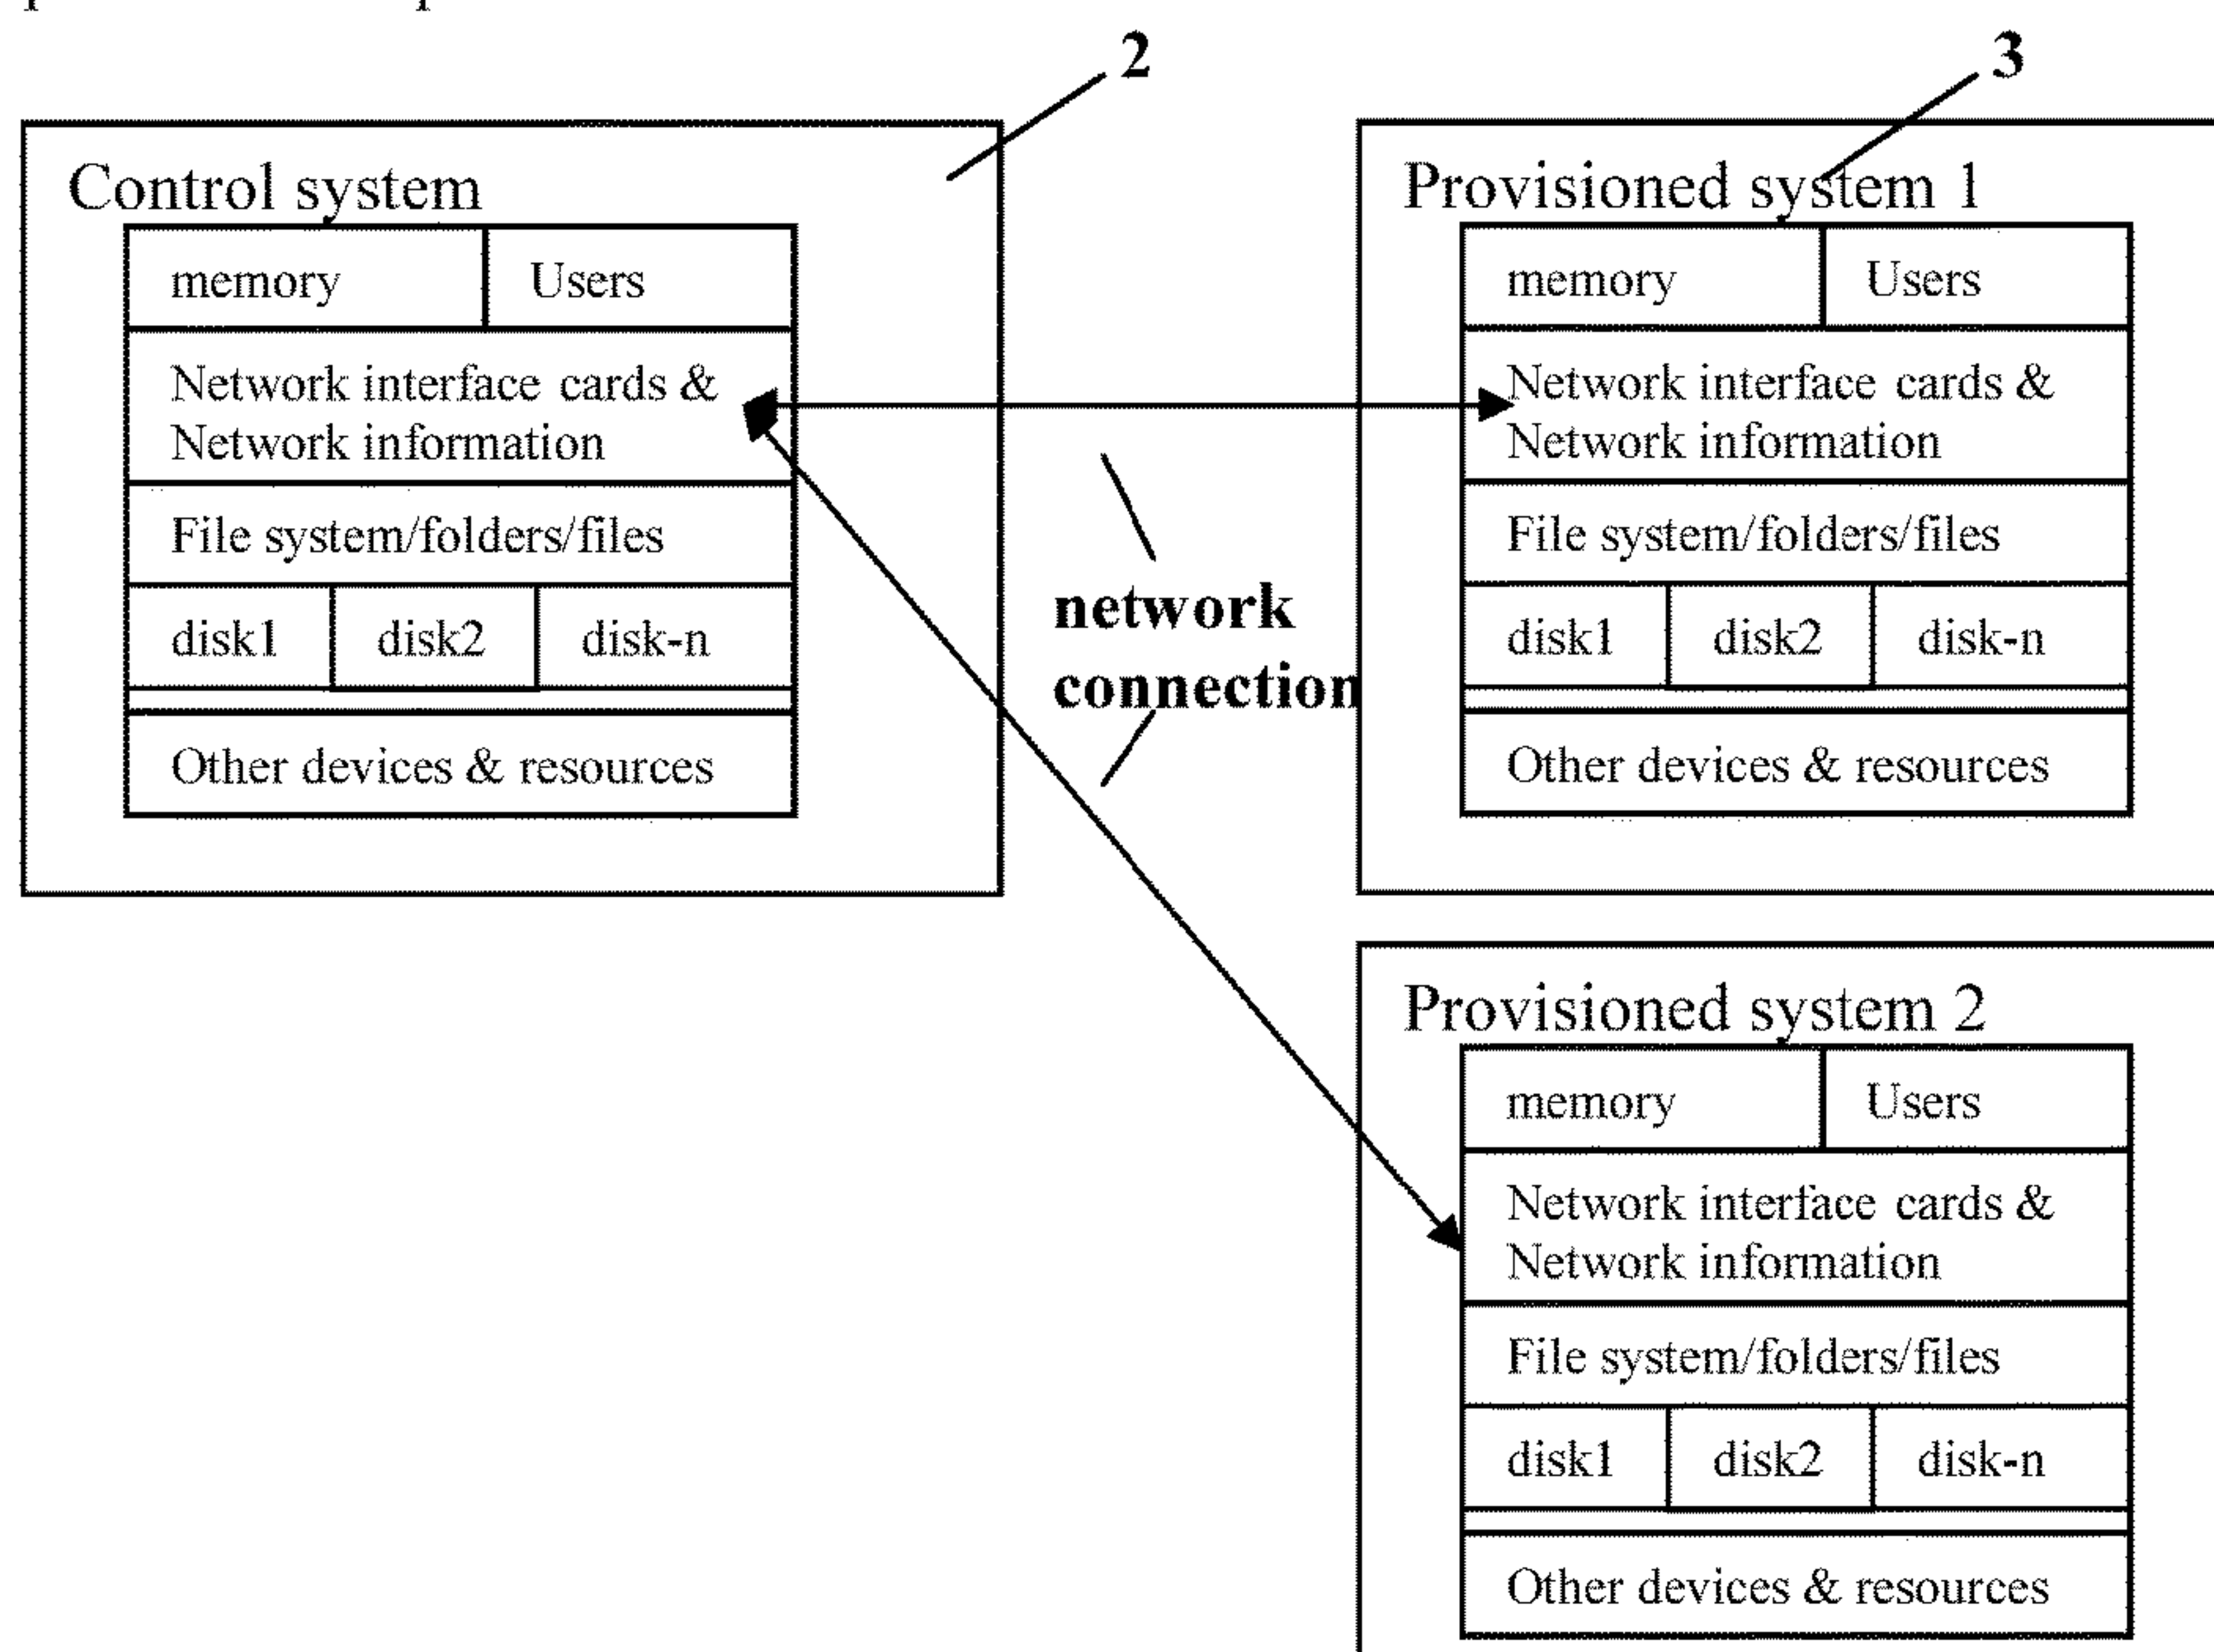 2
3
Control system
memory
Users
Network interface cards &
Network information
File system/folders/files
disk1
disk2
disk-n
Other devices & resources
network
connection
Provisioned system 1
memory
Users
Network interface cards &
Network information
File system/folders/files
disk1
disk2
disk-n
Other devices & resources
Provisioned system 2
memory
Users
Network interface cards &
Network information
File system/folders/files
disk1
disk2
disk-n
Other devices & resources